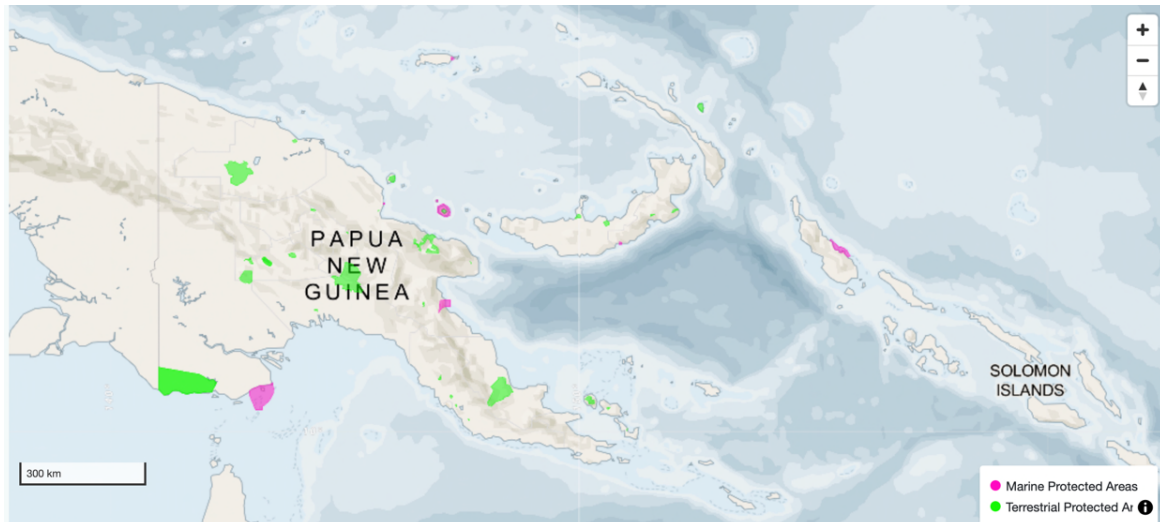 +
−
PAPUA
NEW
GUINEA
SOLOMON
ISLANDS
300 km
Marine Protected Areas
Terrestrial Protected Ar
i